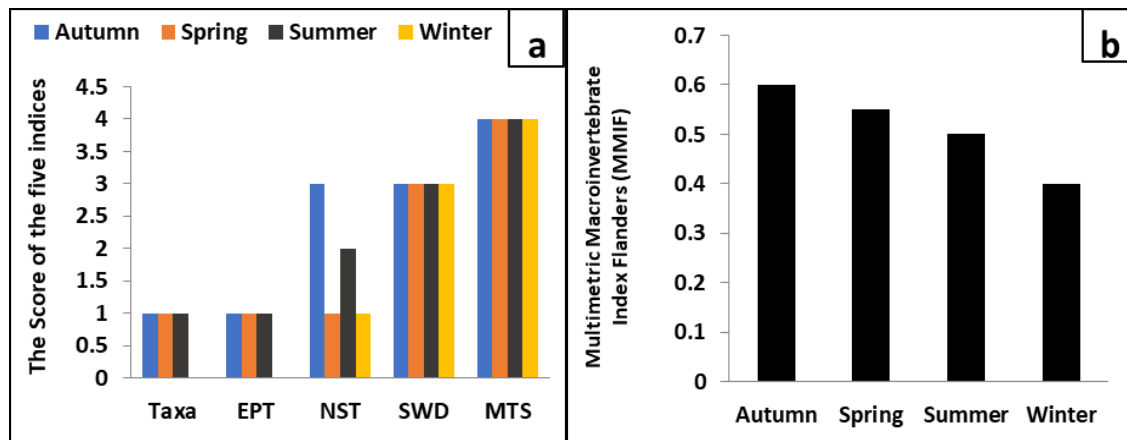 Autumn Spring Summer Winter
a
The Score of the five indices
4.5
4
3.5
3
2.5
2
1.5
1
0.5
0
Taxa EPT NST SWD MTS
b
Multimetric Macroinvertebrate
Index Flanders (MMIF)
0.7
0.6
0.5
0.4
0.3
0.2
0.1
0
Autumn Spring Summer Winter